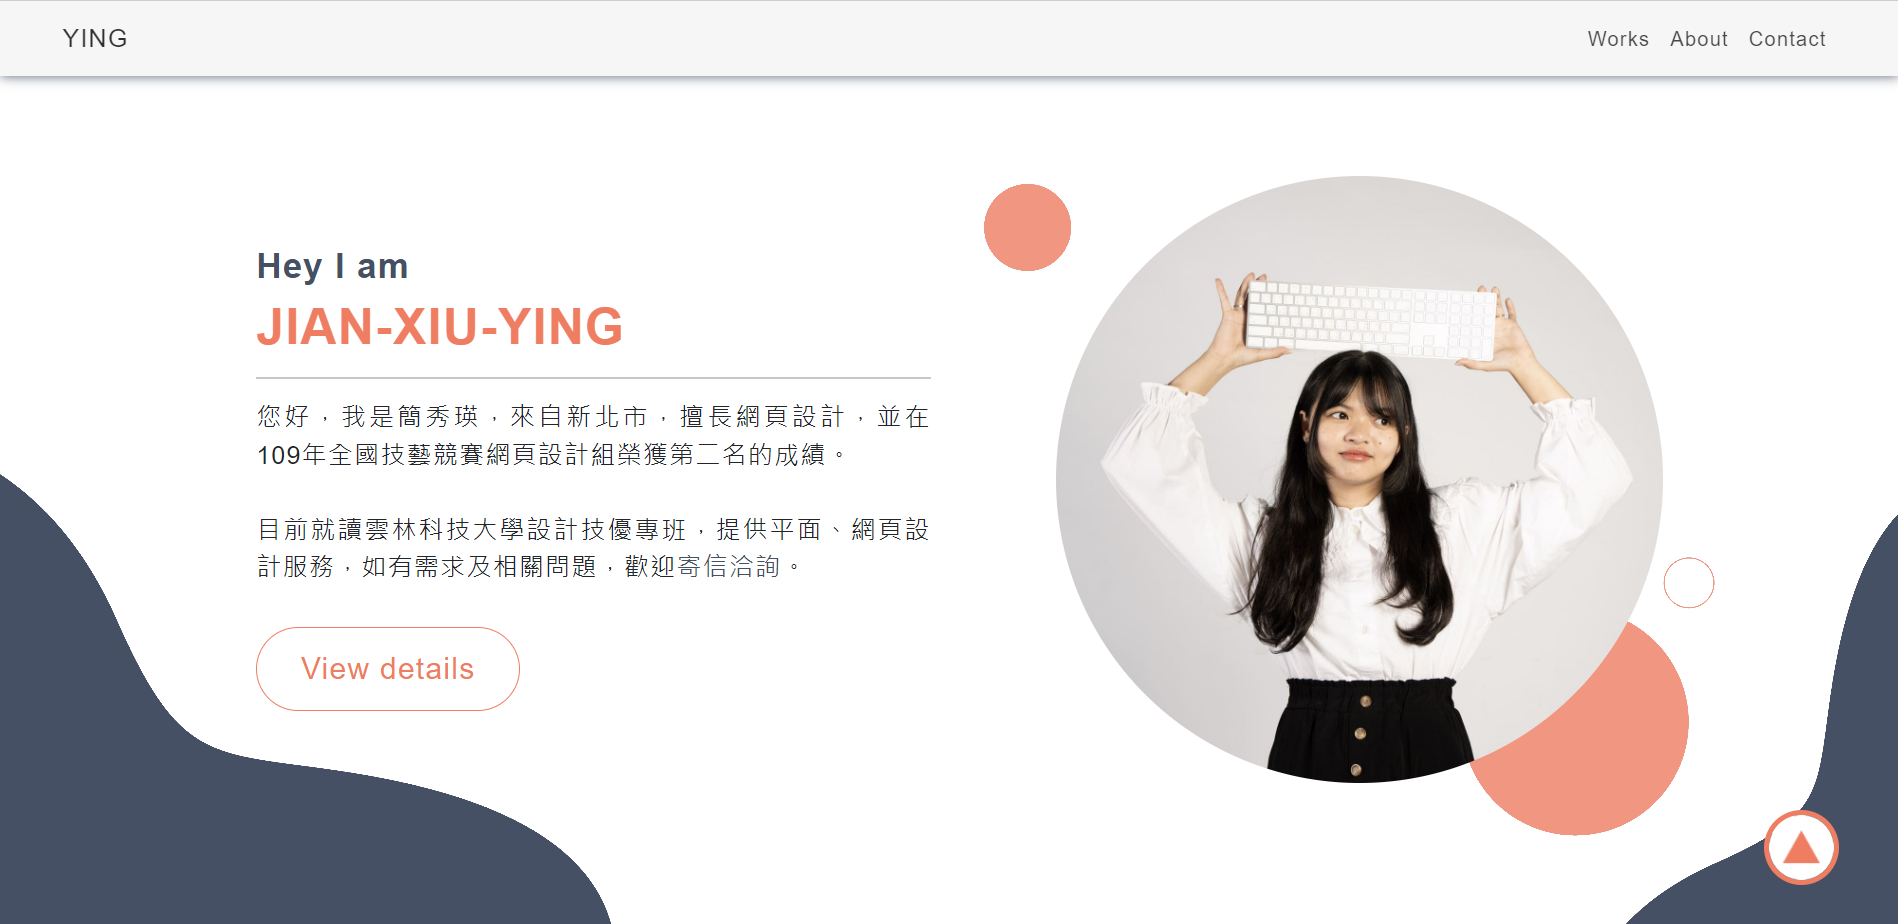 YING
Works About Contact
Hey I am
JIAN-XIU-YING
您好，我是簡秀瑛，來自新北市，擅長網頁設計，並在
109年全國技藝競賽網頁設計組榮獲第二名的成績。
目前就讀雲林科技大學設計技優專班，提供平面、網頁設
計服務，如有需求及相關問題，歡迎寄信洽詢。
View details